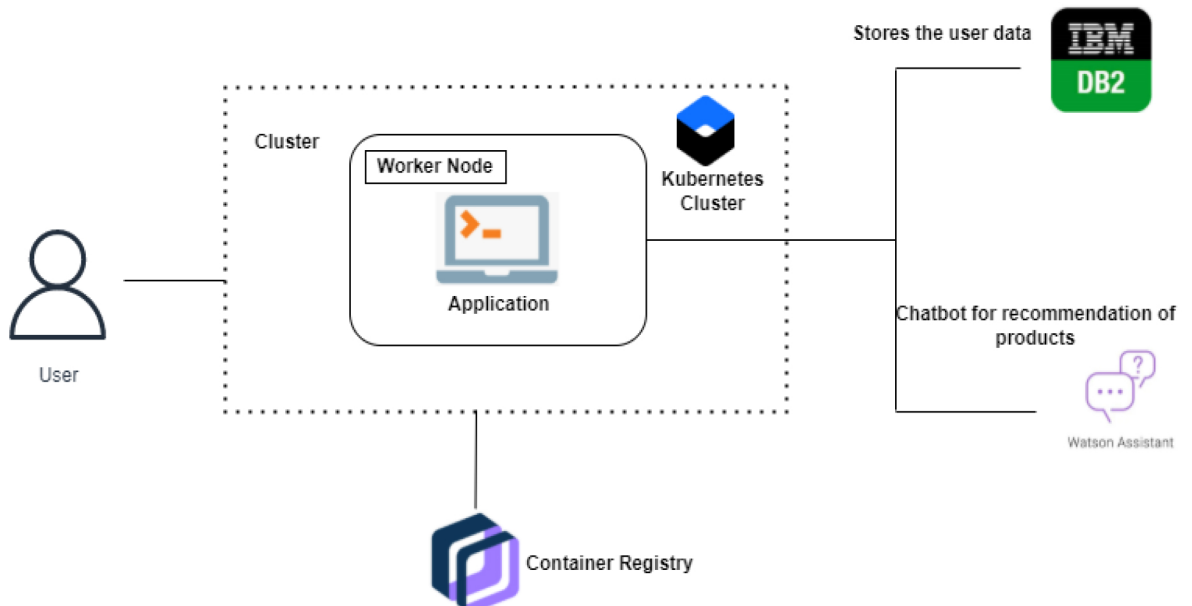 Stores the user data
IBM
DB2
Cluster
Worker Node
Kubernetes
Cluster
Application
User
Chatbot for recommendation of
products
?
Watson Assistant
Container Registry